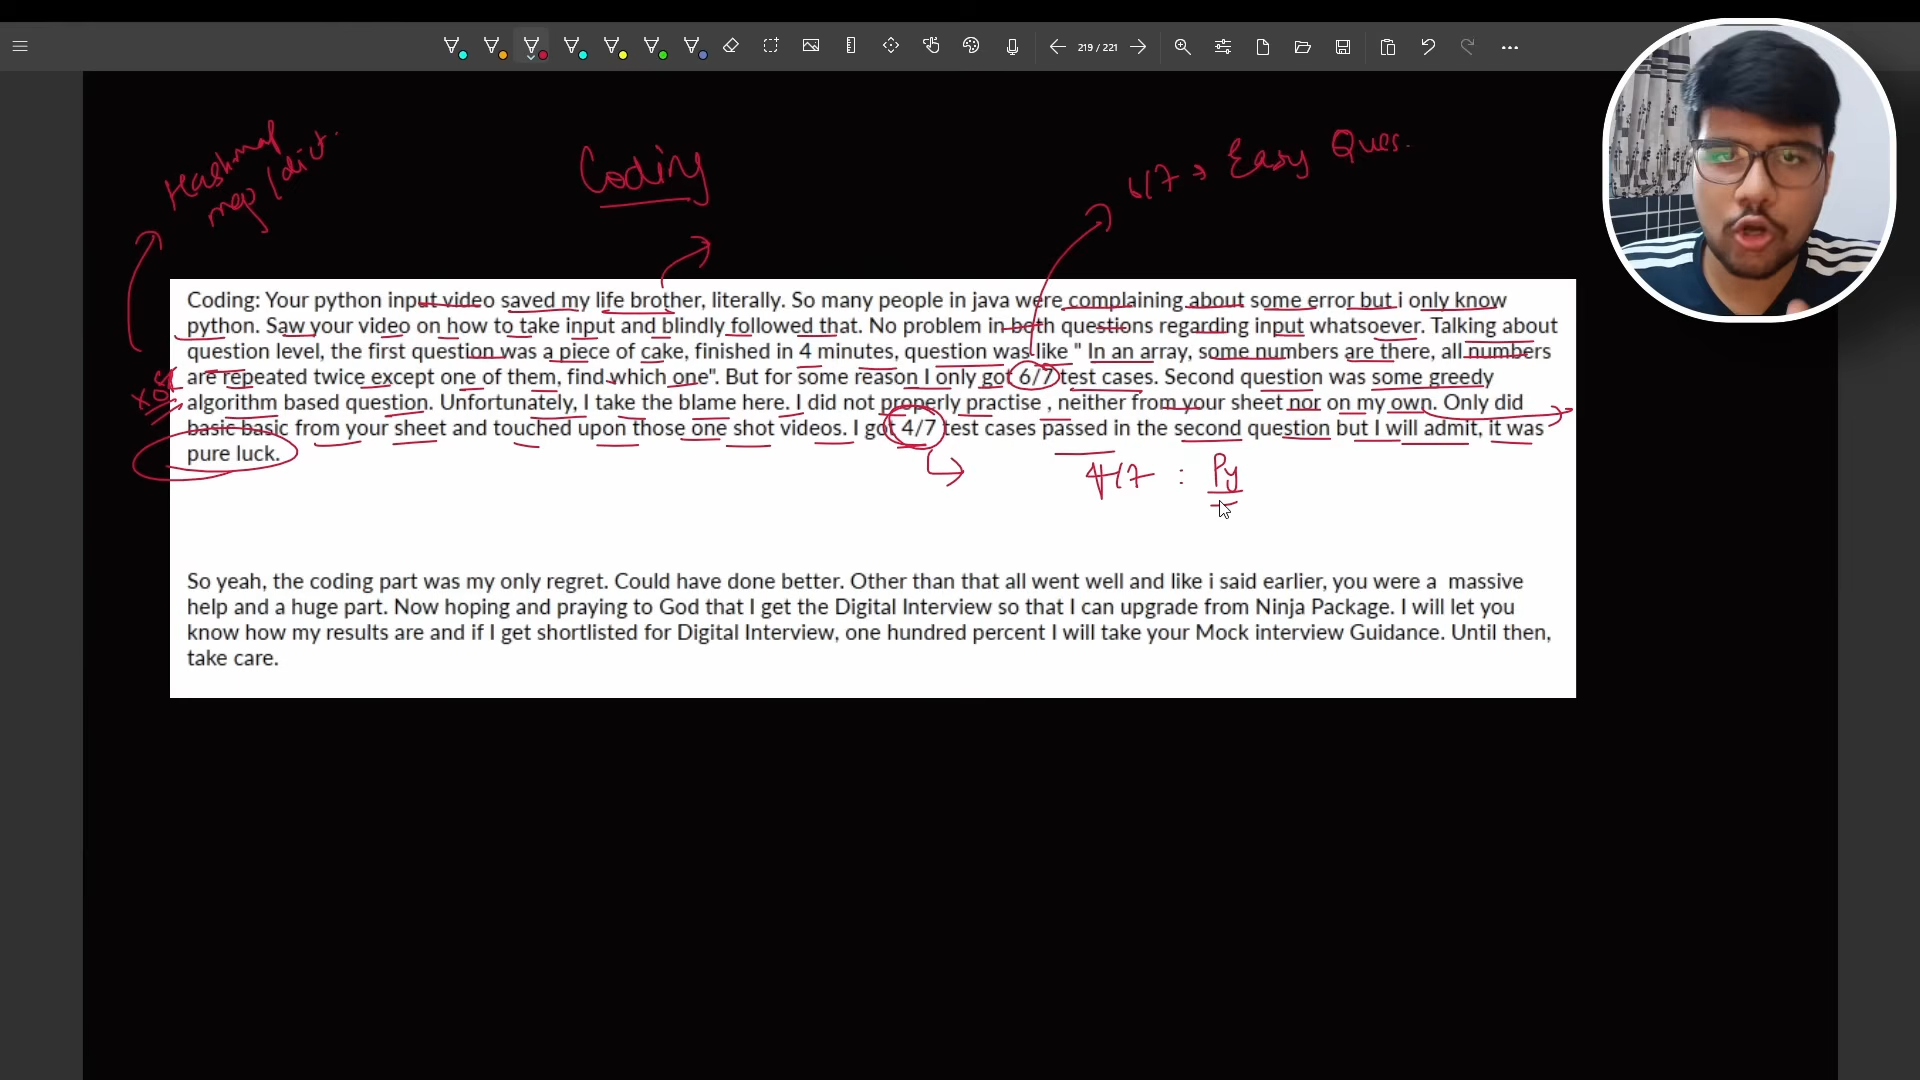 219 / 221
Hashmap
map / dict.
Coding
6/7 → Easy Ques.
Coding: Your python input video saved my life brother, literally. So many people in java were complaining about some error but i only know
python. Saw your video on how to take input and blindly followed that. No problem in both questions regarding input whatsoever. Talking about
question level, the first question was a piece of cake, finished in 4 minutes, question was like " In an array, some numbers are there, all numbers
are repeated twice except one of them, find which one". But for some reason I only got 6/7 test cases. Second question was some greedy
XOR
algorithm based question. Unfortunately, I take the blame here. I did not properly practise , neither from your sheet nor on my own. Only did
basic basic from your sheet and touched upon those one shot videos. I got 4/7 test cases passed in the second question but I will admit, it was
pure luck.
4/7 : Py
So yeah, the coding part was my only regret. Could have done better. Other than that all went well and like i said earlier, you were a massive
help and a huge part. Now hoping and praying to God that I get the Digital Interview so that I can upgrade from Ninja Package. I will let you
know how my results are and if I get shortlisted for Digital Interview, one hundred percent I will take your Mock interview Guidance. Until then,
take care.